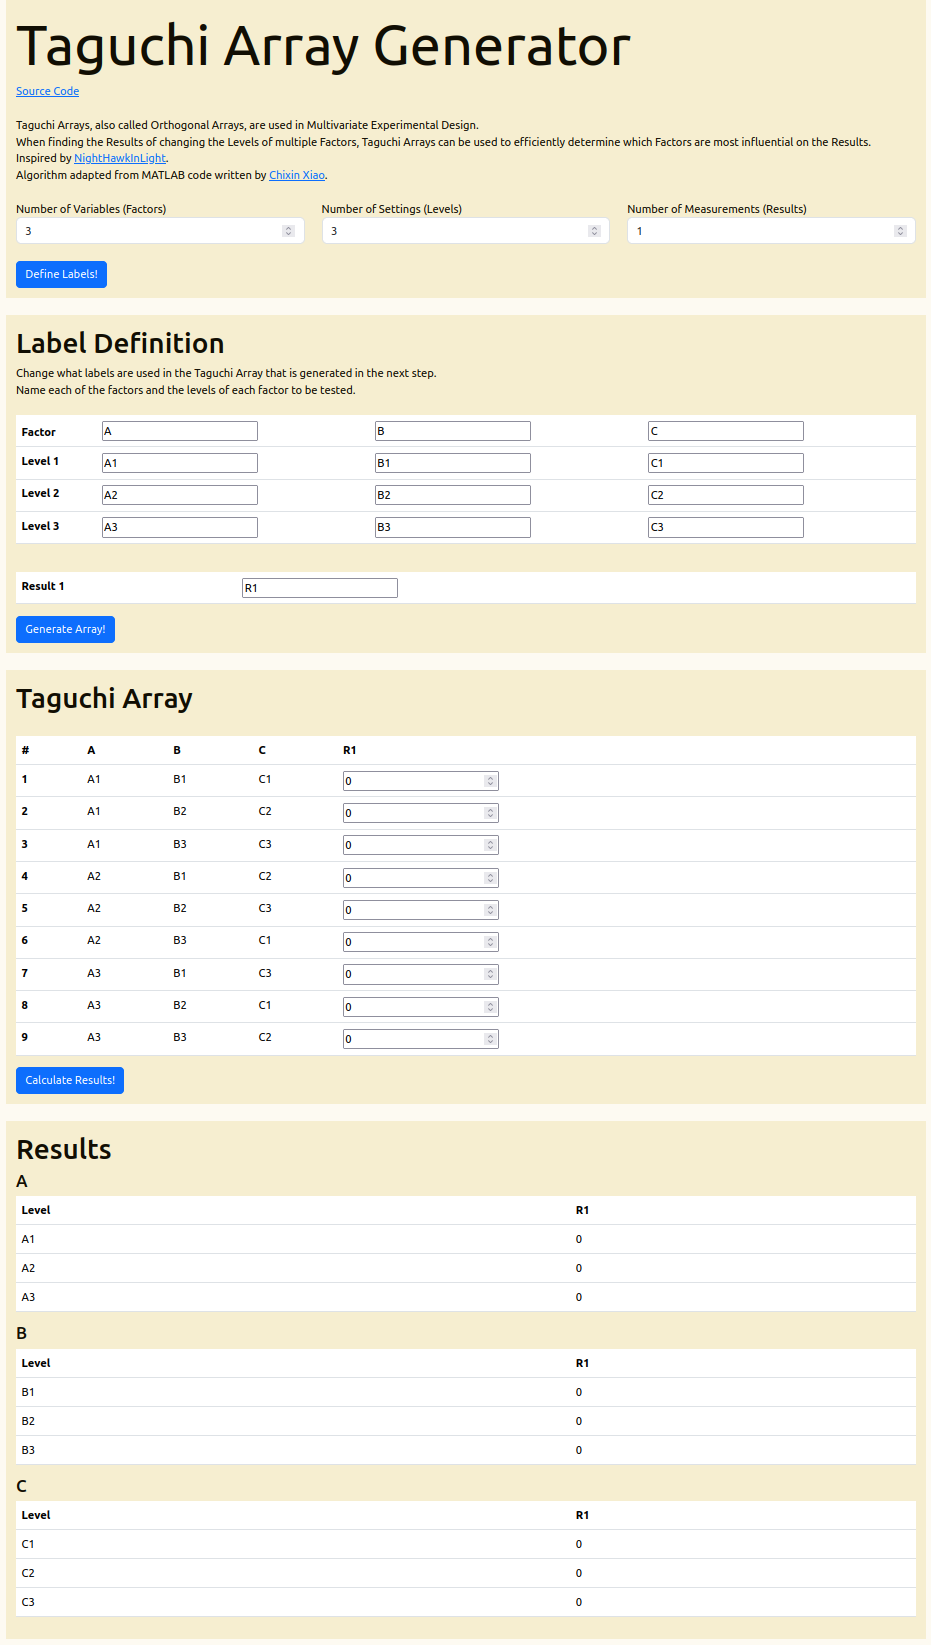 Taguchi Array Generator
Source Code
Taguchi Arrays, also called Orthogonal Arrays, are used in Multivariate Experimental Design.
When finding the Results of changing the Levels of multiple Factors, Taguchi Arrays can be used to efficiently determine which Factors are most influential on the Results.
Inspired by NightHawkInLight.
Algorithm adapted from MATLAB code written by Chixin Xiao.
Number of Variables (Factors) Number of Settings (Levels) Number of Measurements (Results)
3 3 1
Define Labels!
Label Definition
Change what labels are used in the Taguchi Array that is generated in the next step.
Name each of the factors and the levels of each factor to be tested.
Factor A B C
Level 1 A1 B1 C1
Level 2 A2 B2 C2
Level 3 A3 B3 C3
Result 1 R1
Generate Array!
Taguchi Array
# A B C R1
1 A1 B1 C1 0
2 A1 B2 C2 0
3 A1 B3 C3 0
4 A2 B1 C2 0
5 A2 B2 C3 0
6 A2 B3 C1 0
7 A3 B1 C3 0
8 A3 B2 C1 0
9 A3 B3 C2 0
Calculate Results!
Results
A
Level R1
A1 0
A2 0
A3 0
B
Level R1
B1 0
B2 0
B3 0
C
Level R1
C1 0
C2 0
C3 0